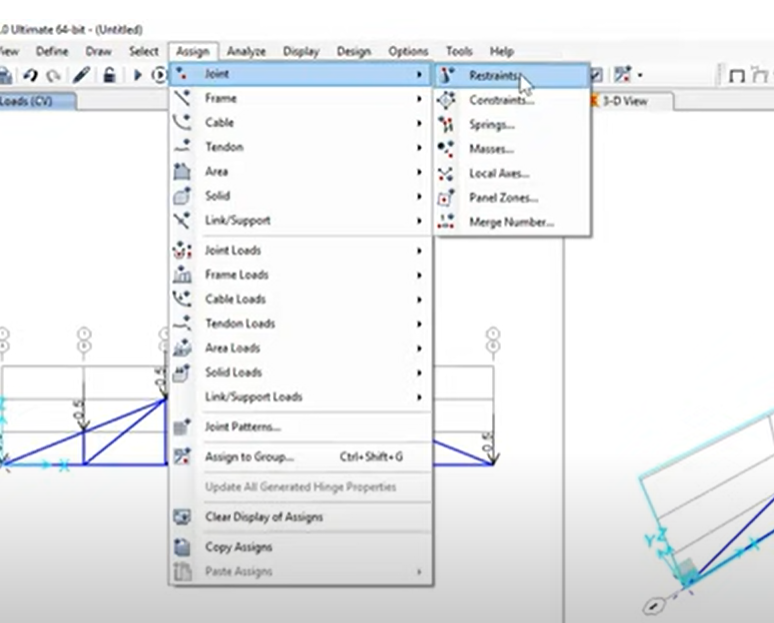 .0 Ultimate 64-bit - (Untitled)
View Define Draw Select Assign Analyze Display Design Options Tools Help
Loads (CV)
3-D View
Joint
Frame
Cable
Tendon
Area
Solid
Link/Support
Joint Loads
Frame Loads
Cable Loads
Tendon Loads
Area Loads
Solid Loads
Link/Support Loads
Joint Patterns...
Assign to Group... Ctrl+Shift+G
Update All Generated Hinge Properties
Clear Display of Assigns
Copy Assigns
Paste Assigns
Restraints...
Constraints...
Springs...
Masses...
Local Axes...
Panel Zones...
Merge Number...
0.5
0.5
0.5
X
Z
X
Y Z